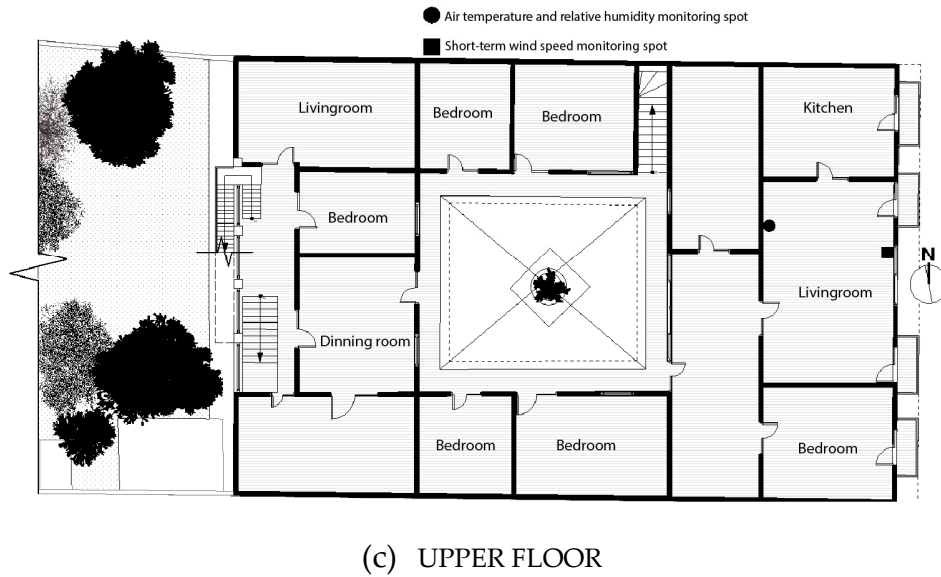 Air temperature and relative humidity monitoring spot
Short-term wind speed monitoring spot
Livingroom
Bedroom
Bedroom
Kitchen
Bedroom
N
Livingroom
Dinning room
Bedroom
Bedroom
Bedroom
(c) UPPER FLOOR